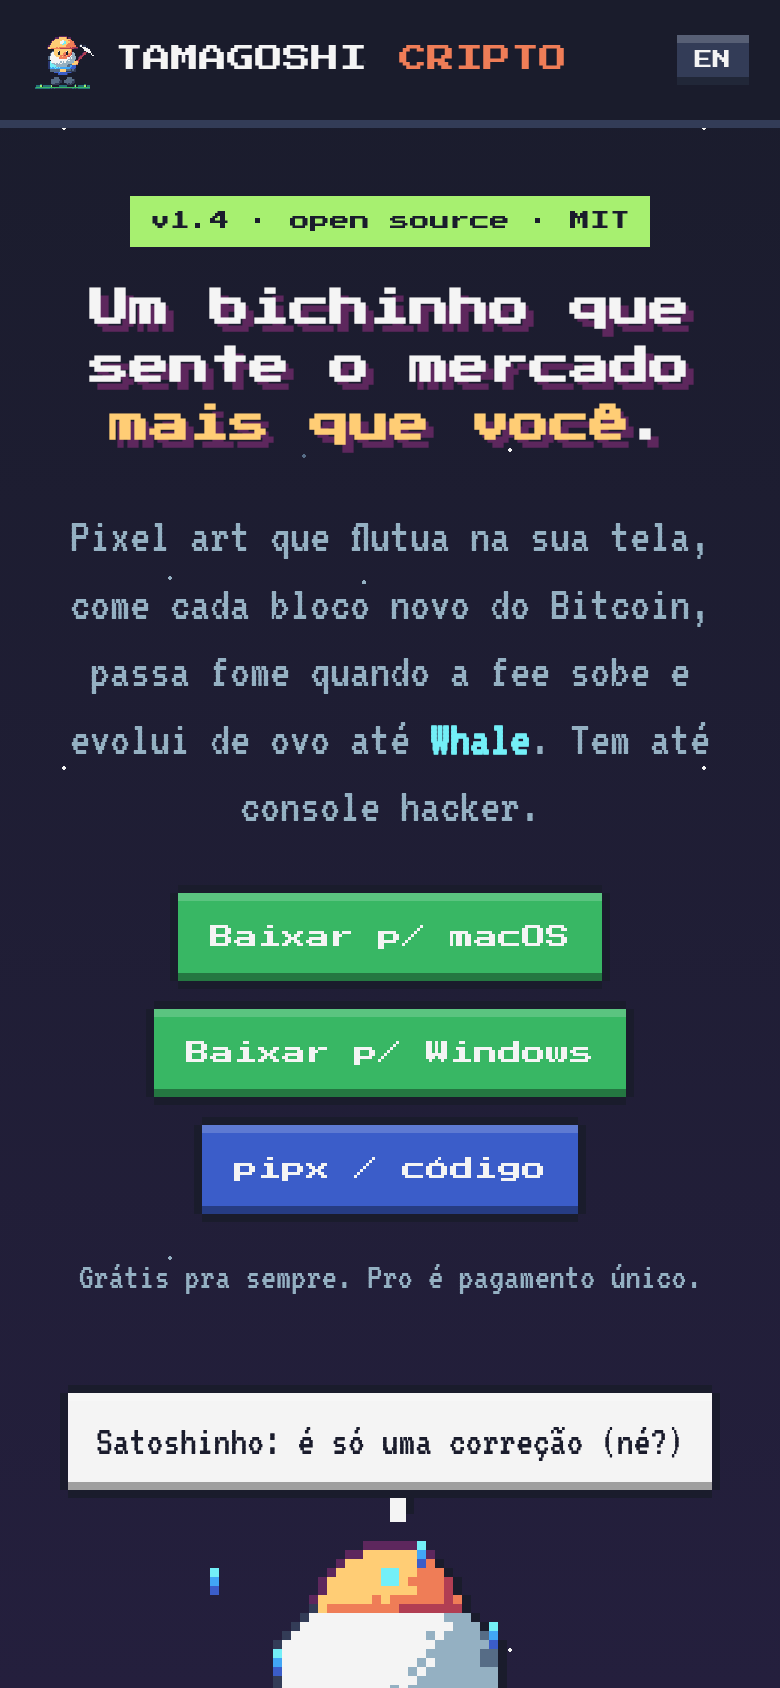 TAMAGOSHI CRIPTO
EN
v1.4 · open source · MIT
Um bichinho que
sente o mercado
mais que você.
Pixel art que flutua na sua tela,
come cada bloco novo do Bitcoin,
passa fome quando a fee sobe e
evolui de ovo até Whale. Tem até
console hacker.
Baixar p/ macOS
Baixar p/ Windows
pipx / código
Grátis pra sempre. Pro é pagamento único.
Satoshinho: é só uma correção (né?)